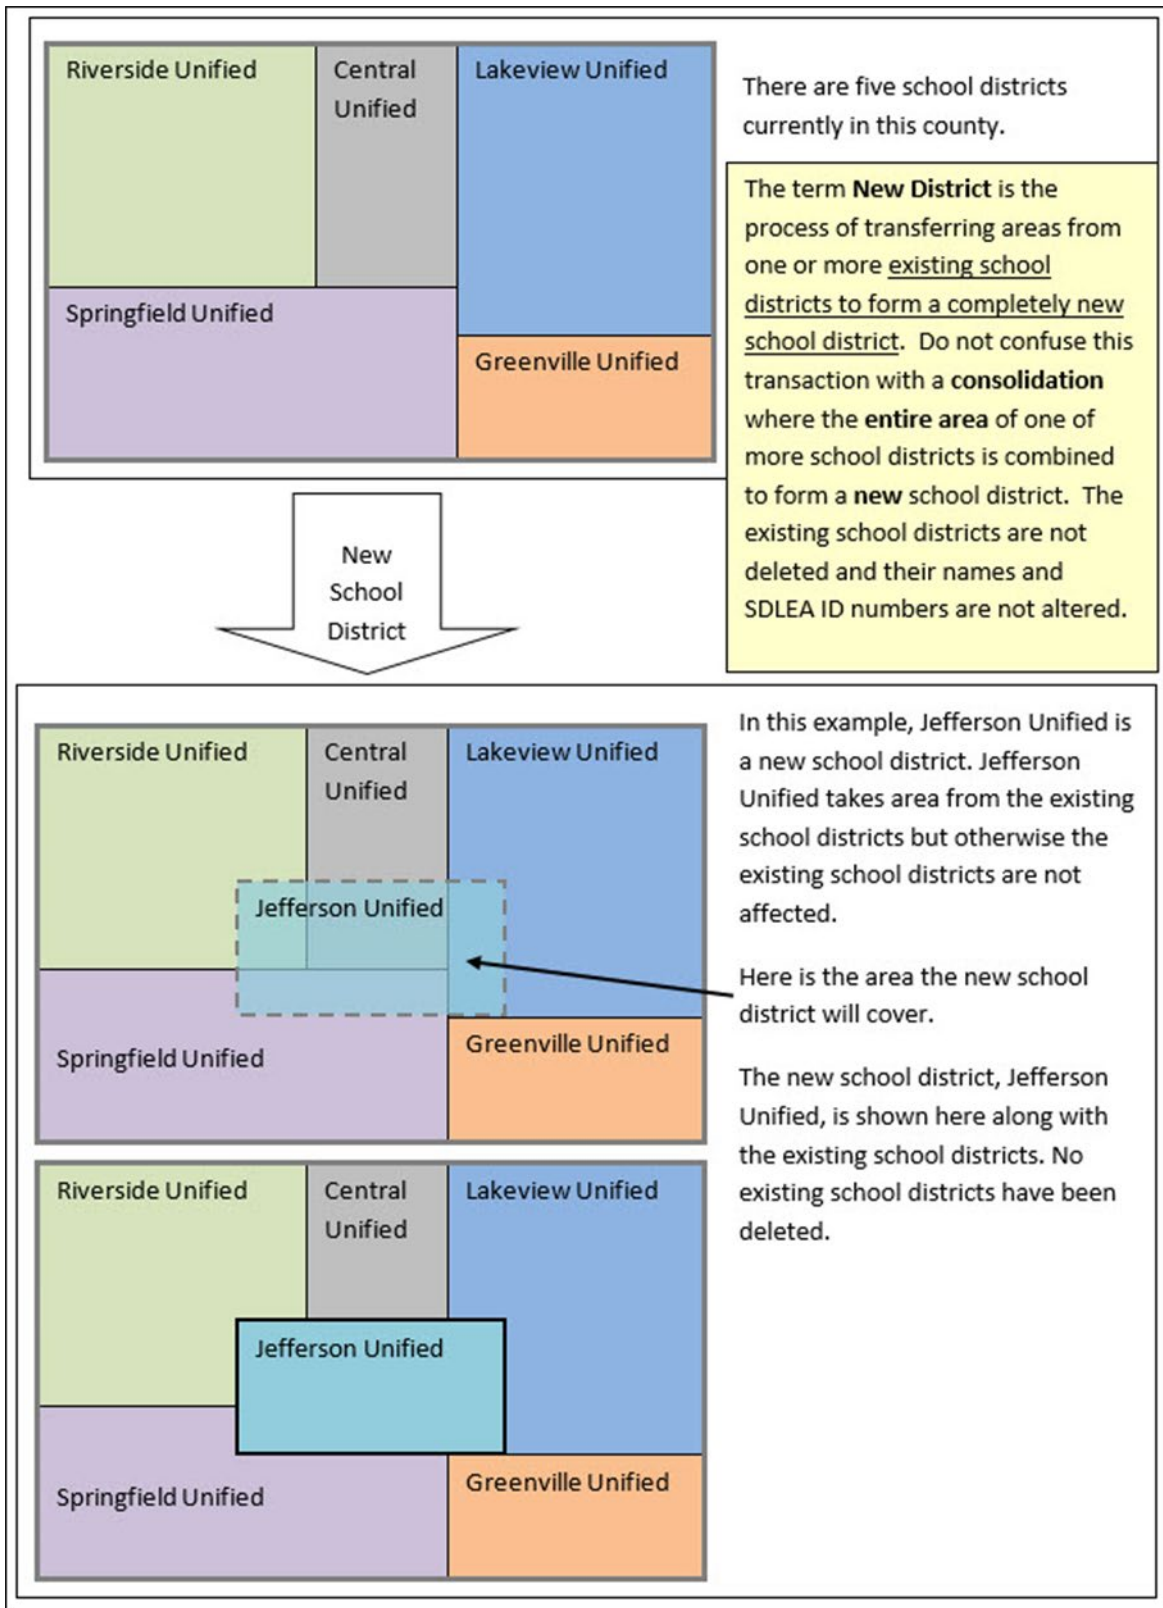 Riverside Unified
Central
Unified
Lakeview Unified
Springfield Unified
Greenville Unified
There are five school districts
currently in this county.
The term New District is the
process of transferring areas from
one or more existing school
districts to form a completely new
school district. Do not confuse this
transaction with a consolidation
where the entire area of one of
more school districts is combined
to form a new school district. The
existing school districts are not
deleted and their names and
SDLEA ID numbers are not altered.
New
School
District
Riverside Unified
Central
Unified
Lakeview Unified
Jefferson Unified
Springfield Unified
Greenville Unified
In this example, Jefferson Unified is
a new school district. Jefferson
Unified takes area from the existing
school districts but otherwise the
existing school districts are not
affected.
Here is the area the new school
district will cover.
The new school district, Jefferson
Unified, is shown here along with
the existing school districts. No
existing school districts have been
deleted.
Riverside Unified
Central
Unified
Lakeview Unified
Jefferson Unified
Springfield Unified
Greenville Unified